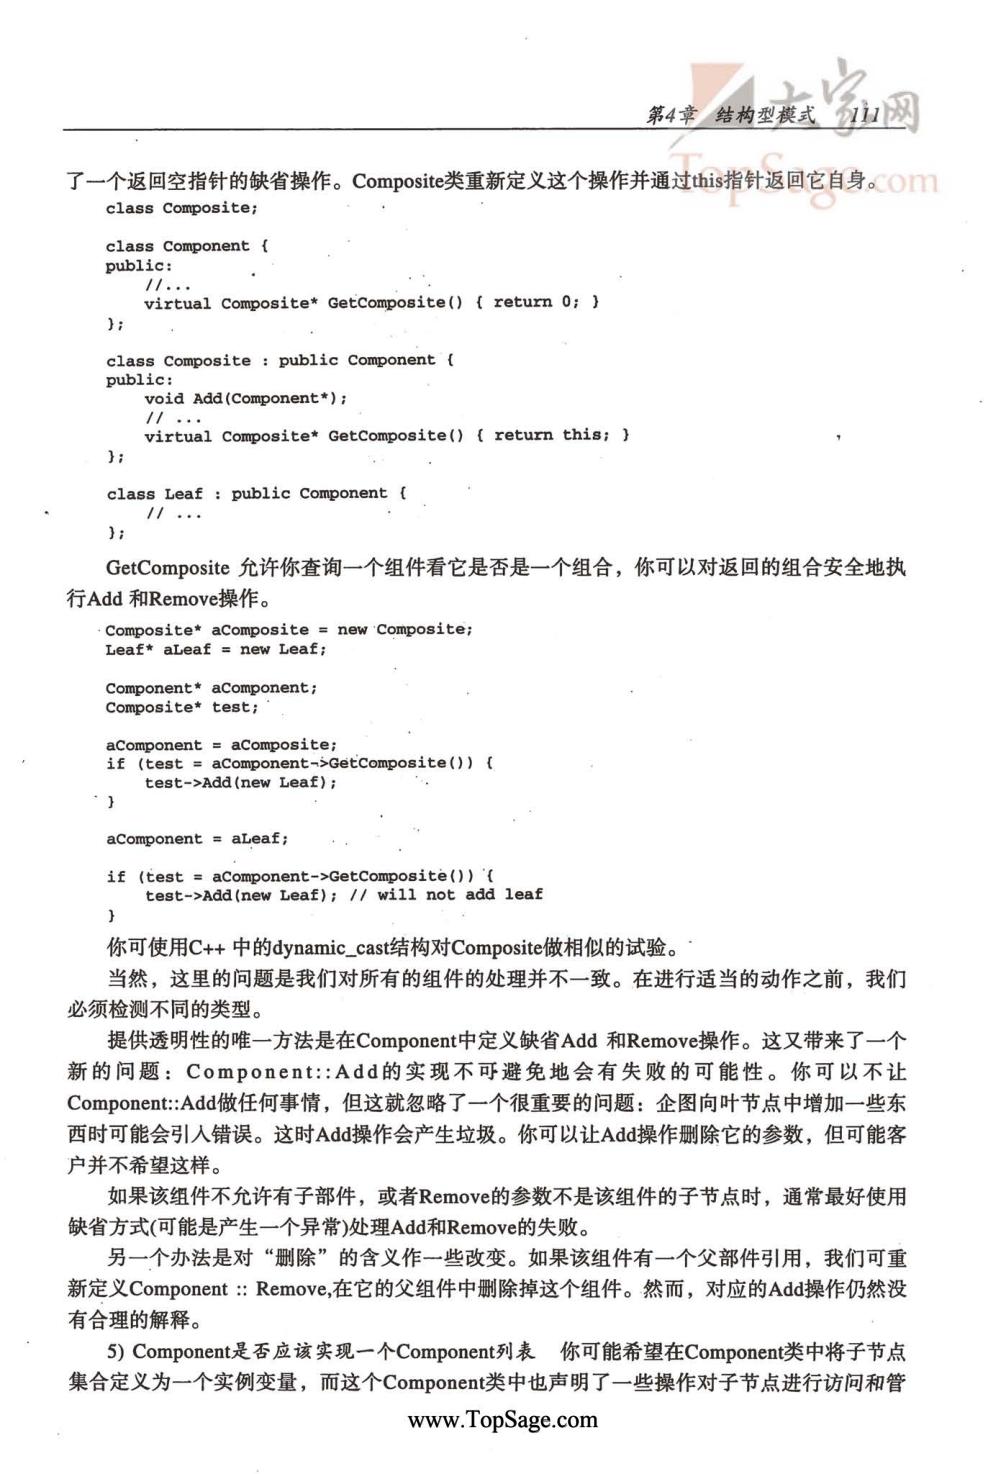 第4章 结构型模式 111
大家网
TopSage.com
了一个返回空指针的缺省操作。Composite类重新定义这个操作并通过this指针返回它自身。
class Composite;
class Component {
public:
//...
virtual Composite* GetComposite() { return 0; }
};
class Composite : public Component {
public:
void Add(Component*);
// ...
virtual Composite* GetComposite() { return this; }
};
class Leaf : public Component {
// ...
};
GetComposite 允许你查询一个组件看它是否是一个组合，你可以对返回的组合安全地执
行Add 和Remove操作。
Composite* aComposite = new Composite;
Leaf* aLeaf = new Leaf;
Component* aComponent;
Composite* test;
aComponent = aComposite;
if (test = aComponent->GetComposite()) {
test->Add(new Leaf);
}
aComponent = aLeaf;
if (test = aComponent->GetComposite()) {
test->Add(new Leaf); // will not add leaf
}
你可使用C++ 中的dynamic_cast结构对Composite做相似的试验。
当然，这里的问题是我们对所有的组件的处理并不一致。在进行适当的动作之前，我们
必须检测不同的类型。
提供透明性的唯一方法是在Component中定义缺省Add 和Remove操作。这又带来了一个
新的问题：Component::Add的实现不可避免地会有失败的可能性。你可以不让
Component::Add做任何事情，但这就忽略了一个很重要的问题：企图向叶节点中增加一些东
西时可能会引入错误。这时Add操作会产生垃圾。你可以让Add操作删除它的参数，但可能客
户并不希望这样。
如果该组件不允许有子部件，或者Remove的参数不是该组件的子节点时，通常最好使用
缺省方式(可能是产生一个异常)处理Add和Remove的失败。
另一个办法是对“删除”的含义作一些改变。如果该组件有一个父部件引用，我们可重
新定义Component :: Remove,在它的父组件中删除掉这个组件。然而，对应的Add操作仍然没
有合理的解释。
5) Component是否应该实现一个Component列表 你可能希望在Component类中将子节点
集合定义为一个实例变量，而这个Component类中也声明了一些操作对子节点进行访问和管
www.TopSage.com